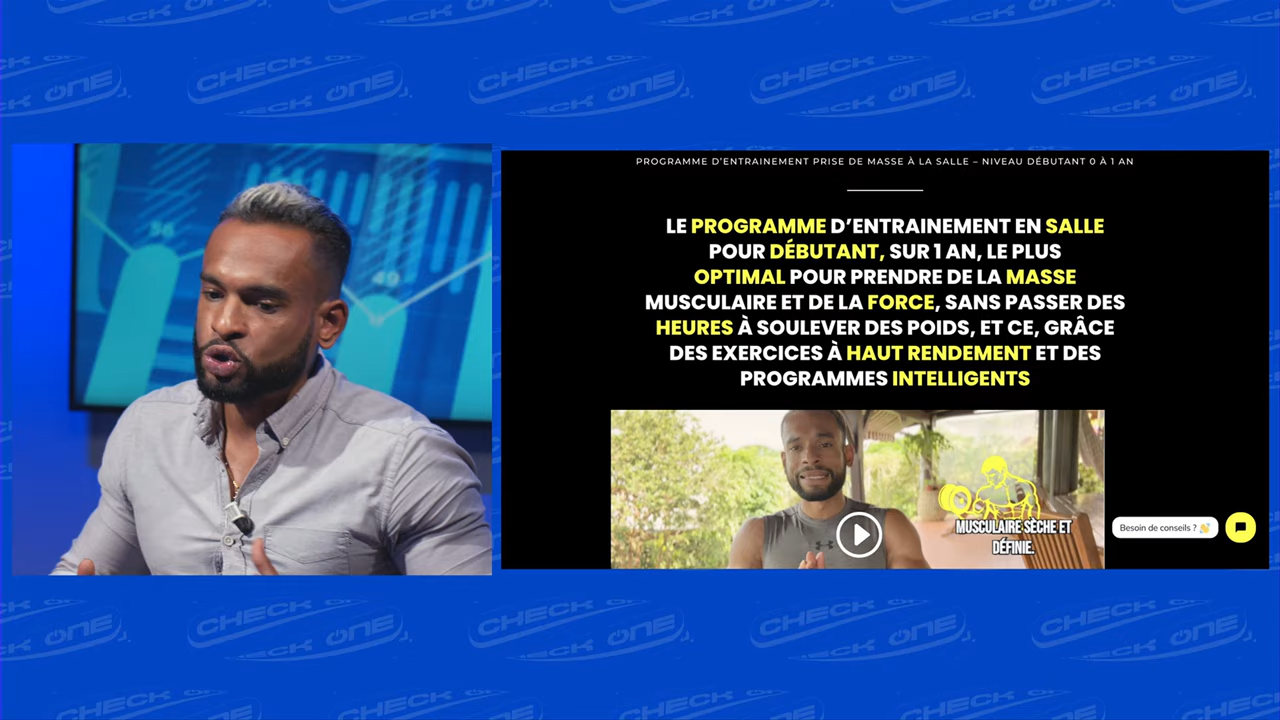 CHECK ONE
56
40
PROGRAMME D'ENTRAINEMENT PRISE DE MASSE À LA SALLE – NIVEAU DÉBUTANT 0 À 1 AN
LE PROGRAMME D'ENTRAINEMENT EN SALLE
POUR DÉBUTANT, SUR 1 AN, LE PLUS
OPTIMAL POUR PRENDRE DE LA MASSE
MUSCULAIRE ET DE LA FORCE, SANS PASSER DES
HEURES À SOULEVER DES POIDS, ET CE, GRÂCE
DES EXERCICES À HAUT RENDEMENT ET DES
PROGRAMMES INTELLIGENTS
MUSCULAIRE SÈCHE ET
DÉFINIE.
Besoin de conseils ? 👋